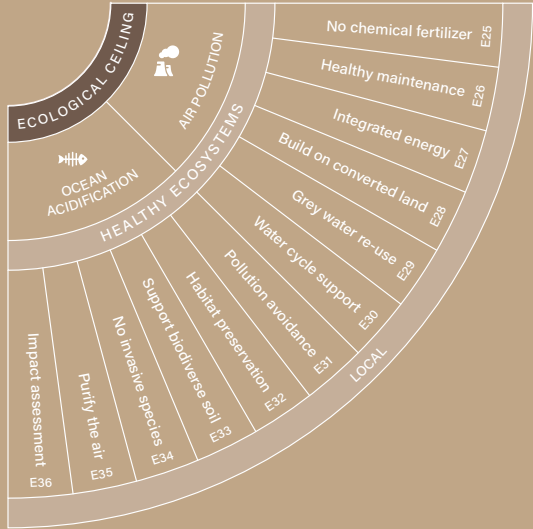 ECOLOGICAL CEILING
AIR POLLUTION
OCEAN
ACIDIFICATION
HEALTHY ECOSYSTEMS
No chemical fertilizer E25
Healthy maintenance E26
Integrated energy E27
Build on converted land E28
Grey water re-use E29
Water cycle support E30
Pollution avoidance E31
Habitat preservation E32
Support biodiverse soil E33
No invasive species E34
Purify the air E35
Impact assessment E36
LOCAL